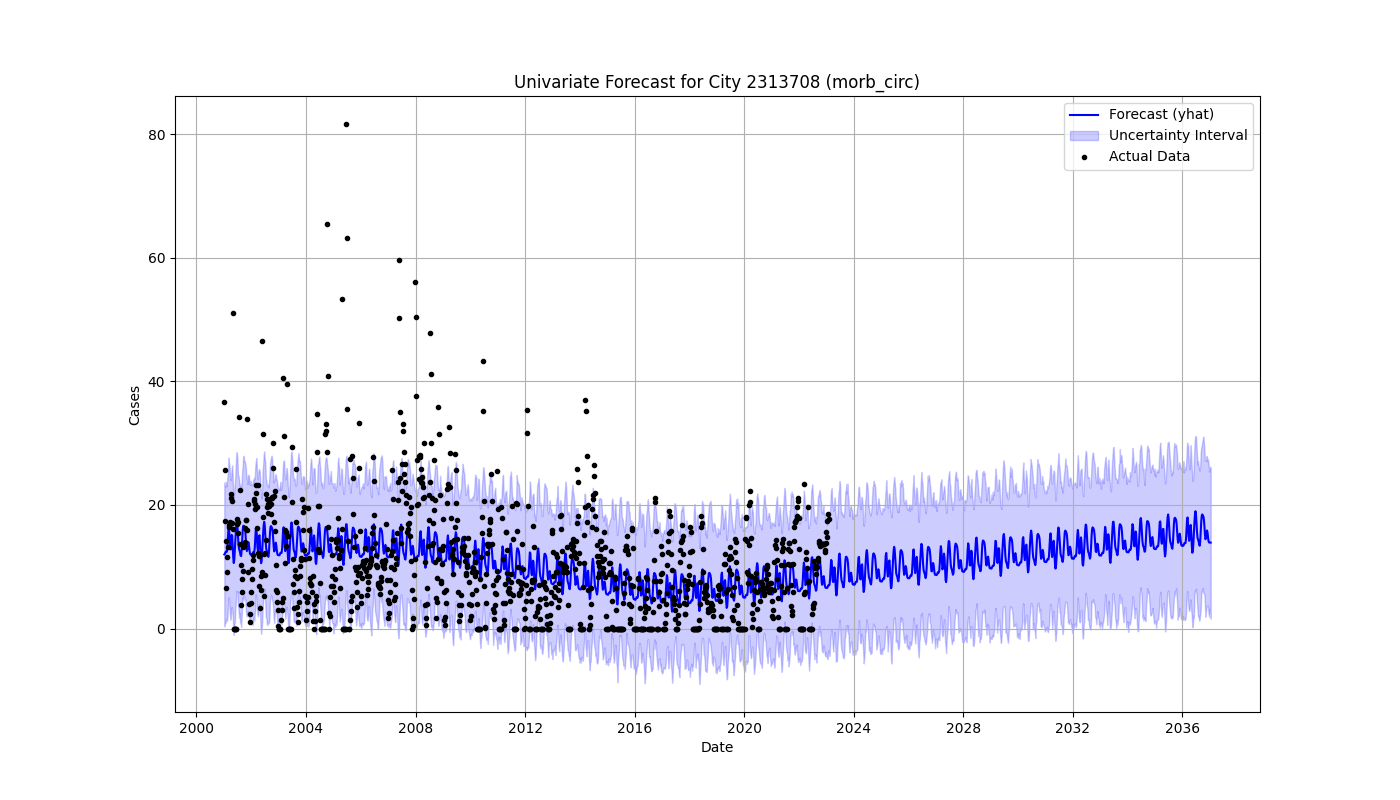 Univariate Forecast for City 2313708 (morb_circ)
Forecast (yhat)
Uncertainty Interval
Actual Data
80
60
40
20
0
Cases
2000 2004 2008 2012 2016 2020 2024 2028 2032 2036
Date